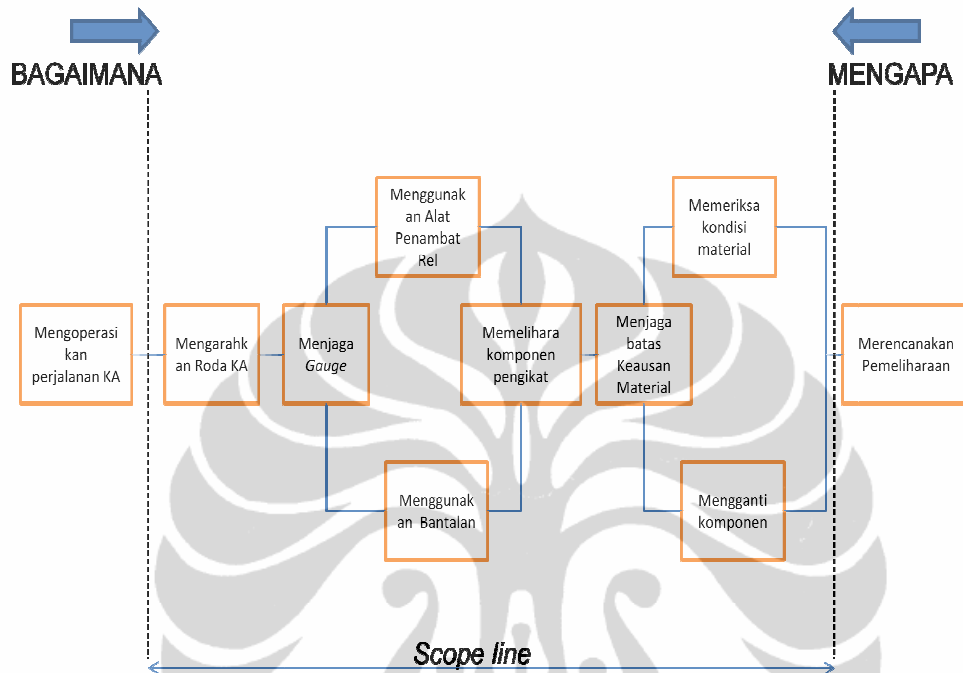 BAGAIMANA
MENGAPA
Mengoperasi
kan
perjalanan KA
Mengarahk
an Roda KA
Menjaga
Gauge
Menggunak
an Alat
Penambat
Rel
Menggunak
an Bantalan
Memelihara
komponen
pengikat
Menjaga
batas
Keausan
Material
Memeriksa
kondisi
material
Mengganti
komponen
Merencanakan
Pemeliharaan
Scope line